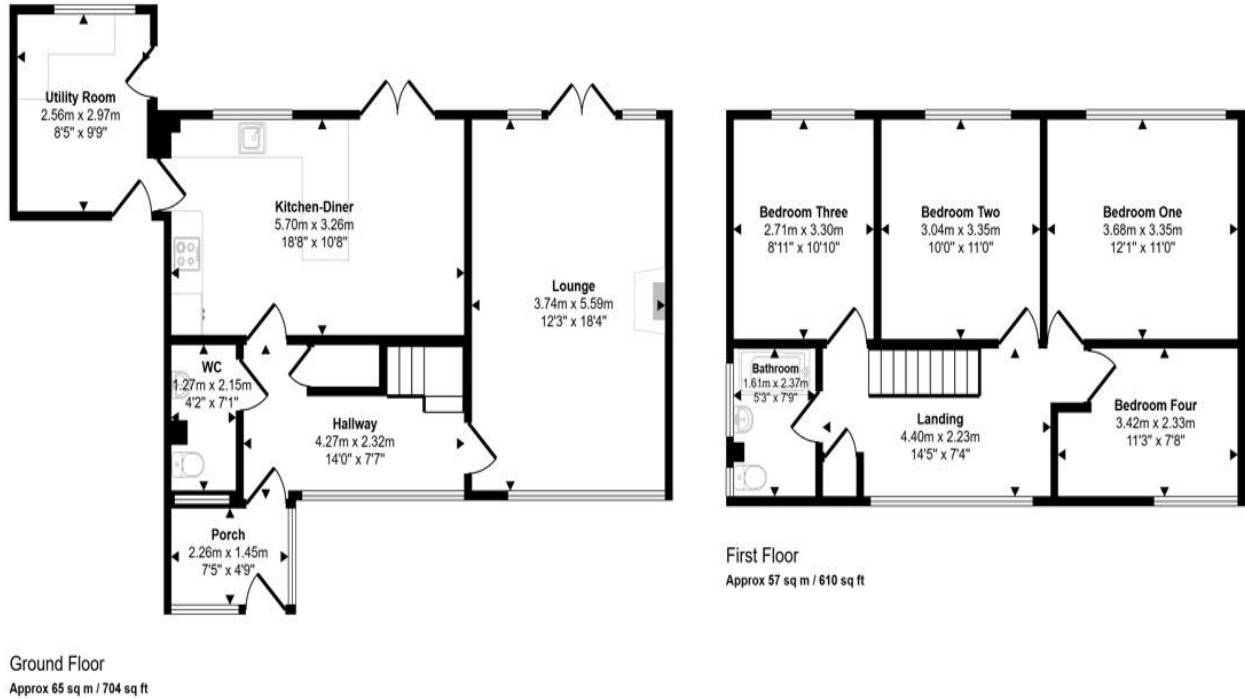 Utility Room
2.56m x 2.97m
8'5" x 9'9"
Kitchen-Diner
5.70m x 3.26m
18'8" x 10'8"
Lounge
3.74m x 5.59m
12'3" x 18'4"
WC
1.27m x 2.15m
4'2" x 7'1"
Hallway
4.27m x 2.32m
14'0" x 7'7"
Porch
2.26m x 1.45m
7'5" x 4'9"
Ground Floor
Approx 65 sq m / 704 sq ft
Bedroom Three
2.71m x 3.30m
8'11" x 10'10"
Bedroom Two
3.04m x 3.35m
10'0" x 11'0"
Bedroom One
3.68m x 3.35m
12'1" x 11'0"
Bathroom
1.61m x 2.37m
5'3" x 7'9"
Landing
4.40m x 2.23m
14'5" x 7'4"
Bedroom Four
3.42m x 2.33m
11'3" x 7'8"
First Floor
Approx 57 sq m / 610 sq ft